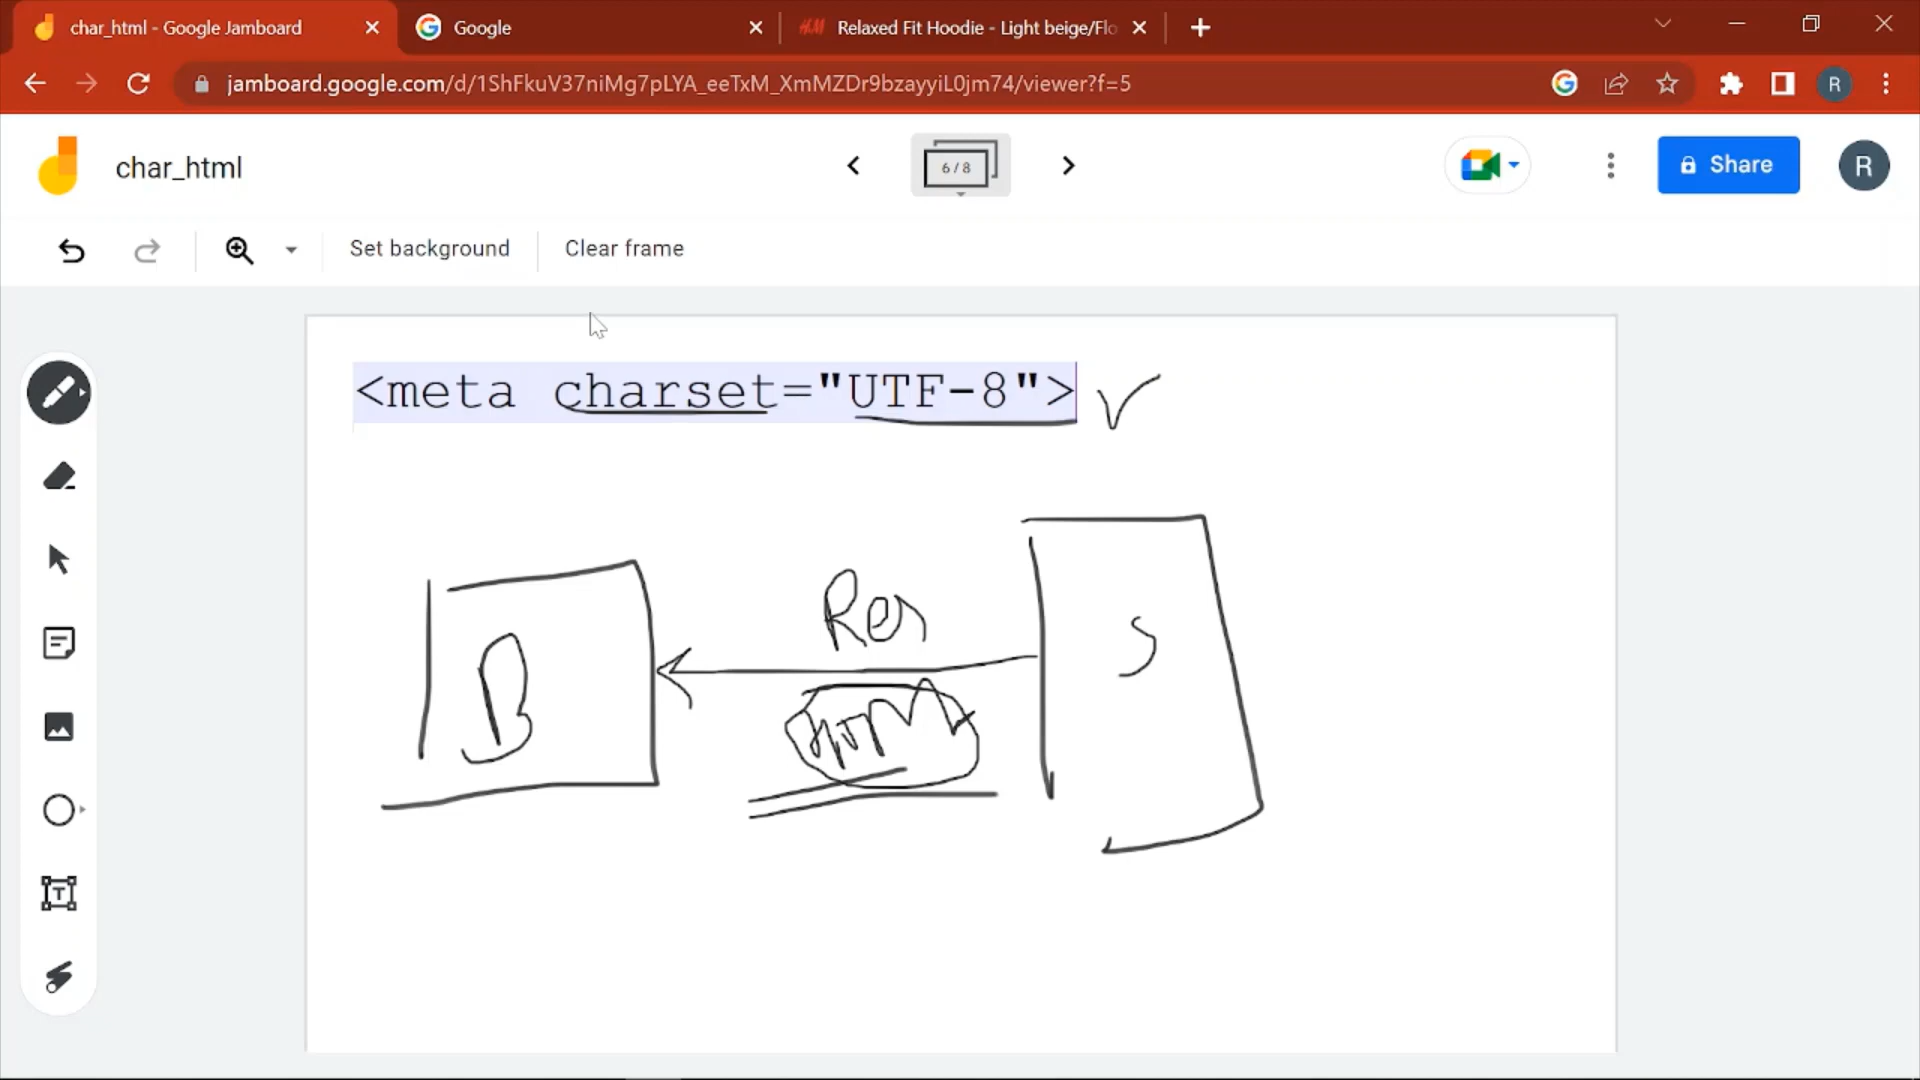 char_html - Google Jamboard
Google
H&M Relaxed Fit Hoodie - Light beige/Flo
jamboard.google.com/d/1ShFkuV37niMg7pLYA_eeTxM_XmMZDr9bzayyiL0jm74/viewer?f=5
R
char_html
6 / 8
Share
R
Set background
Clear frame
<meta charset="UTF-8">
Res
B
S
T